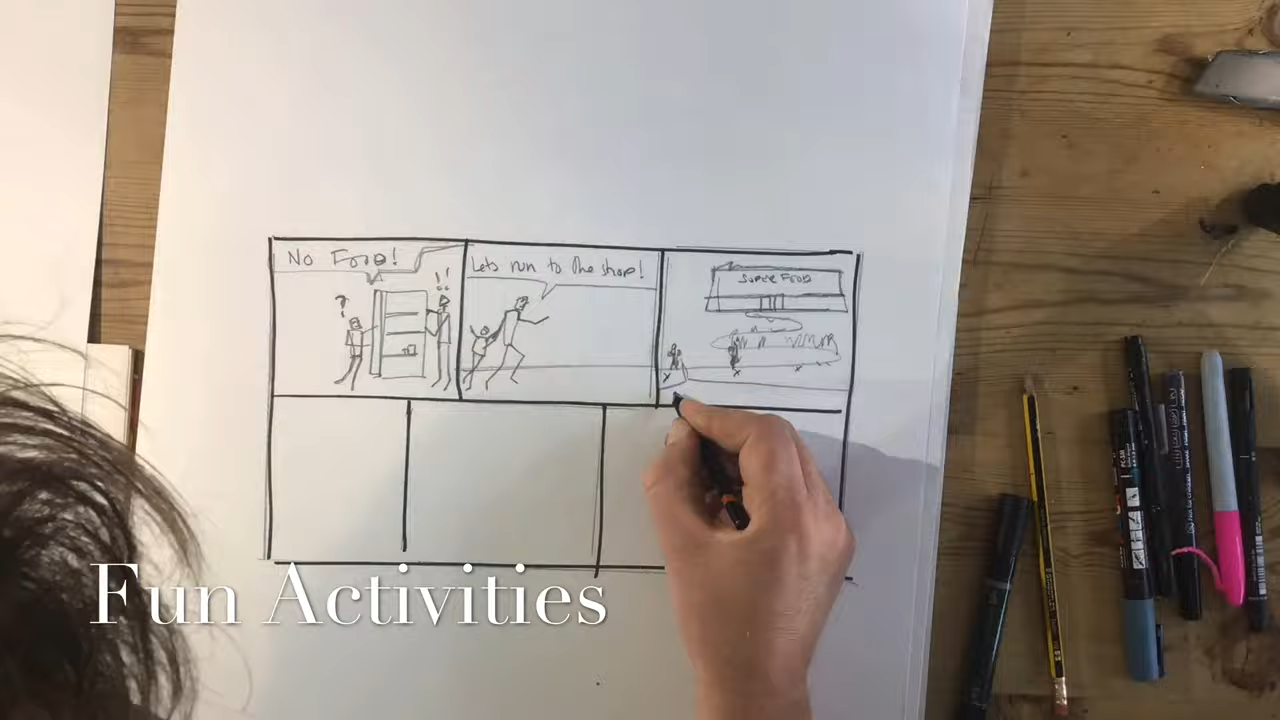 No Food!
Lets run to the shop!
SUPER FOOD
? !
!!
Fun Activities